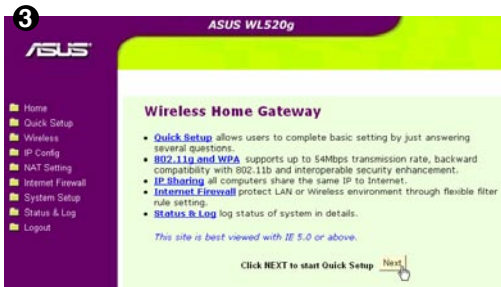 3
ASUS WL520g
ASUS
Home
Quick Setup
Wireless
IP Config
NAT Setting
Internet Firewall
System Setup
Status & Log
Logout
Wireless Home Gateway
• Quick Setup allows users to complete basic setting by just answering
several questions.
• 802.11g and WPA supports up to 54Mbps transmission rate, backward
compatibility with 802.11b and interoperable security enhancement.
• IP Sharing all computers share the same IP to Internet.
• Internet Firewall protect LAN or Wireless environment through flexible filter
rule setting.
• Status & Log log status of system in details.
This site is best viewed with IE 5.0 or above.
Click NEXT to start Quick Setup Next